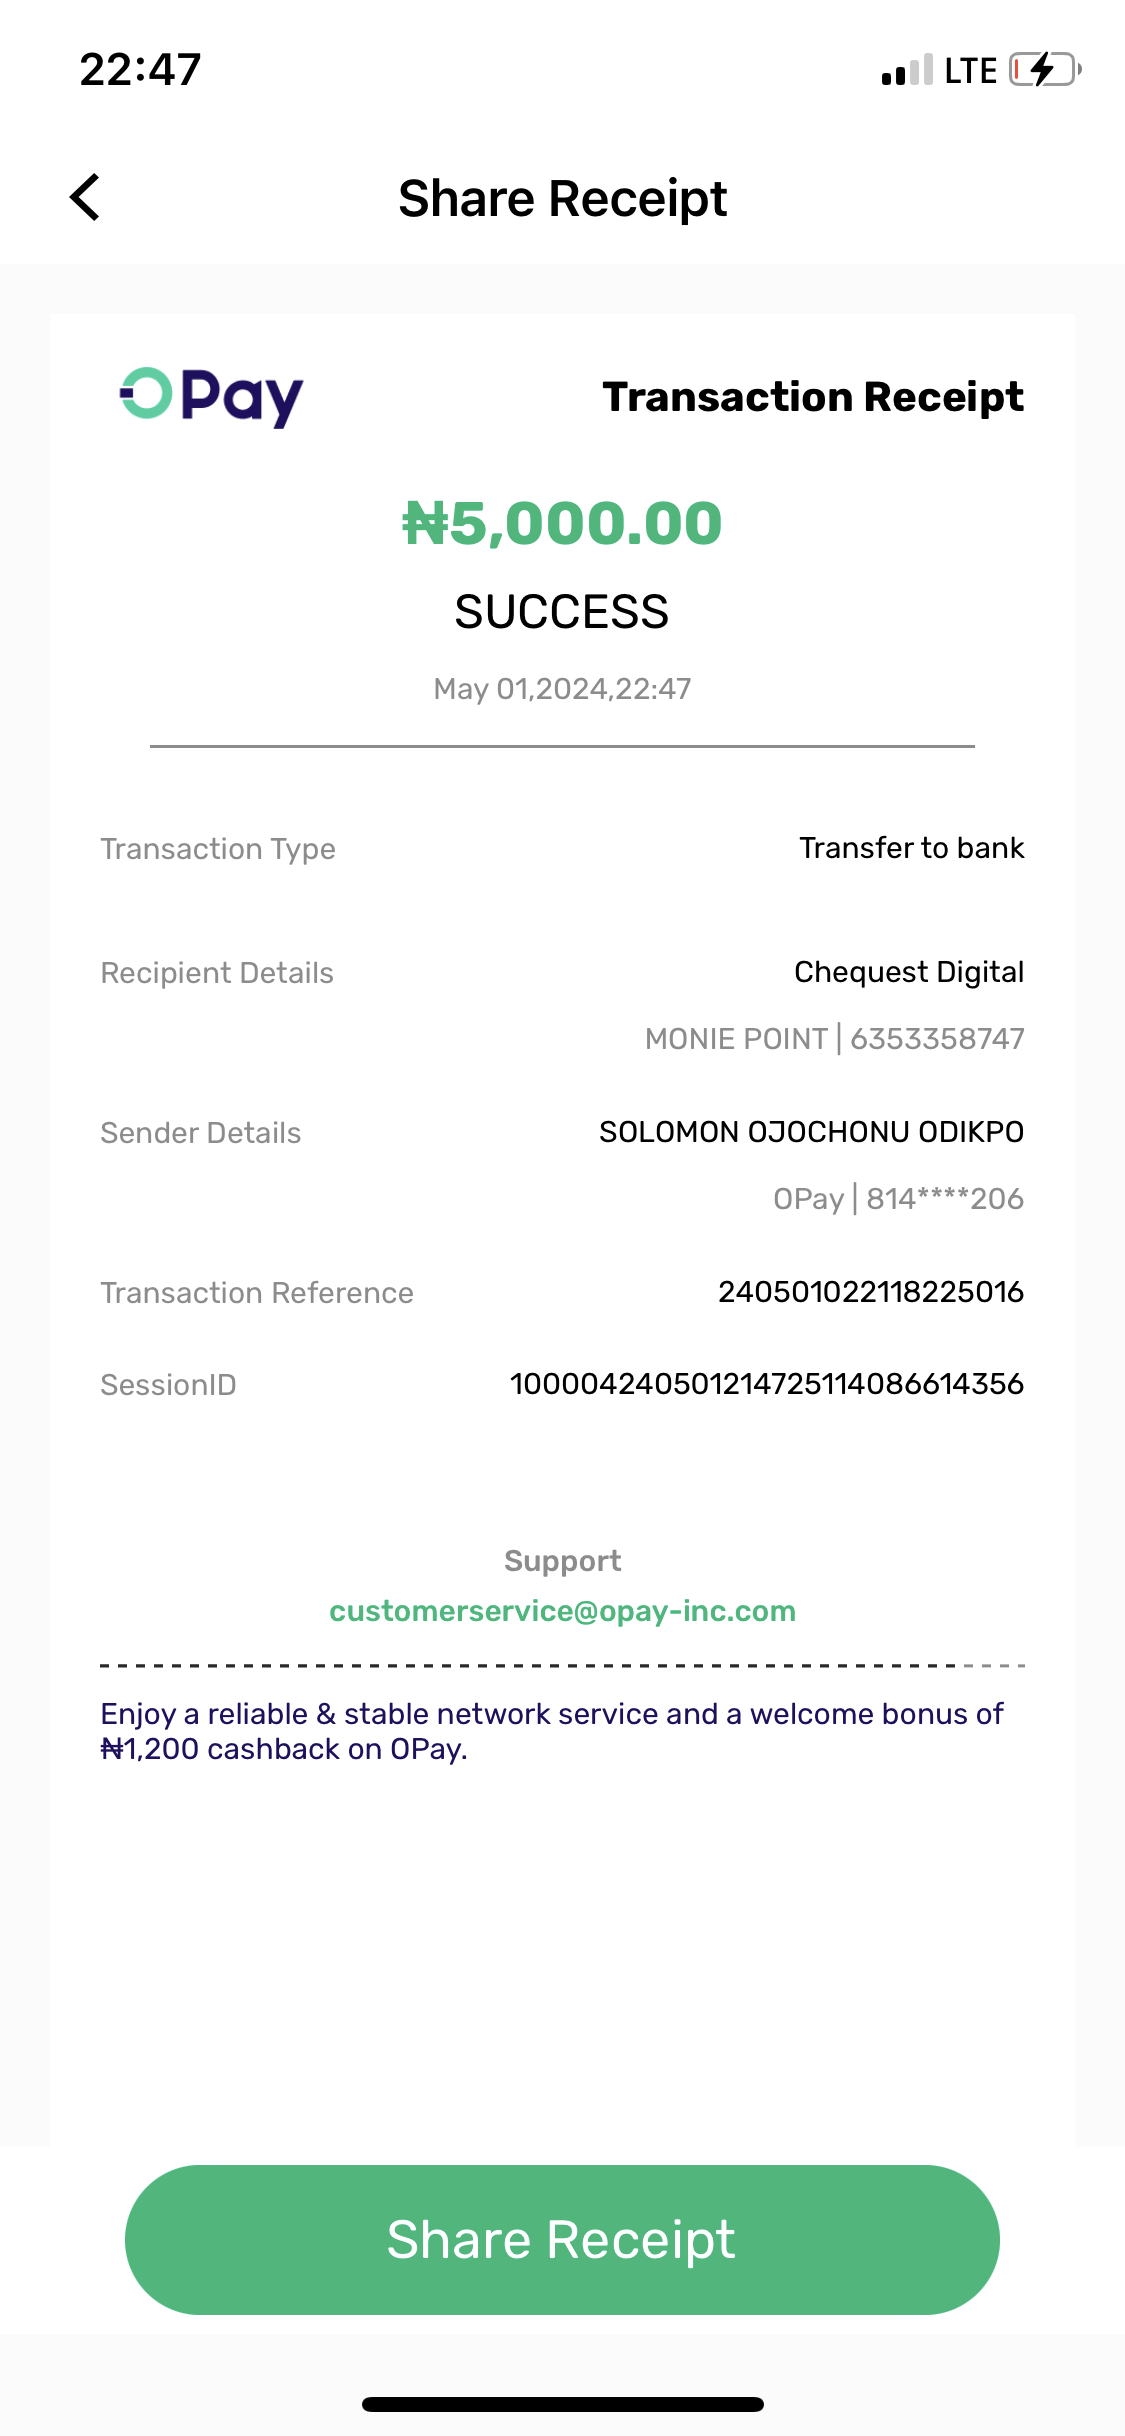 22:47
LTE
Share Receipt
OPay
Transaction Receipt
₦5,000.00
SUCCESS
May 01,2024,22:47
Transaction Type
Transfer to bank
Recipient Details
Chequest Digital
MONIE POINT | 6353358747
Sender Details
SOLOMON OJOCHONU ODIKPO
OPay | 814****206
Transaction Reference
240501022118225016
SessionID
100004240501214725114086614356
Support
customerservice@opay-inc.com
Enjoy a reliable & stable network service and a welcome bonus of
₦1,200 cashback on OPay.
Share Receipt